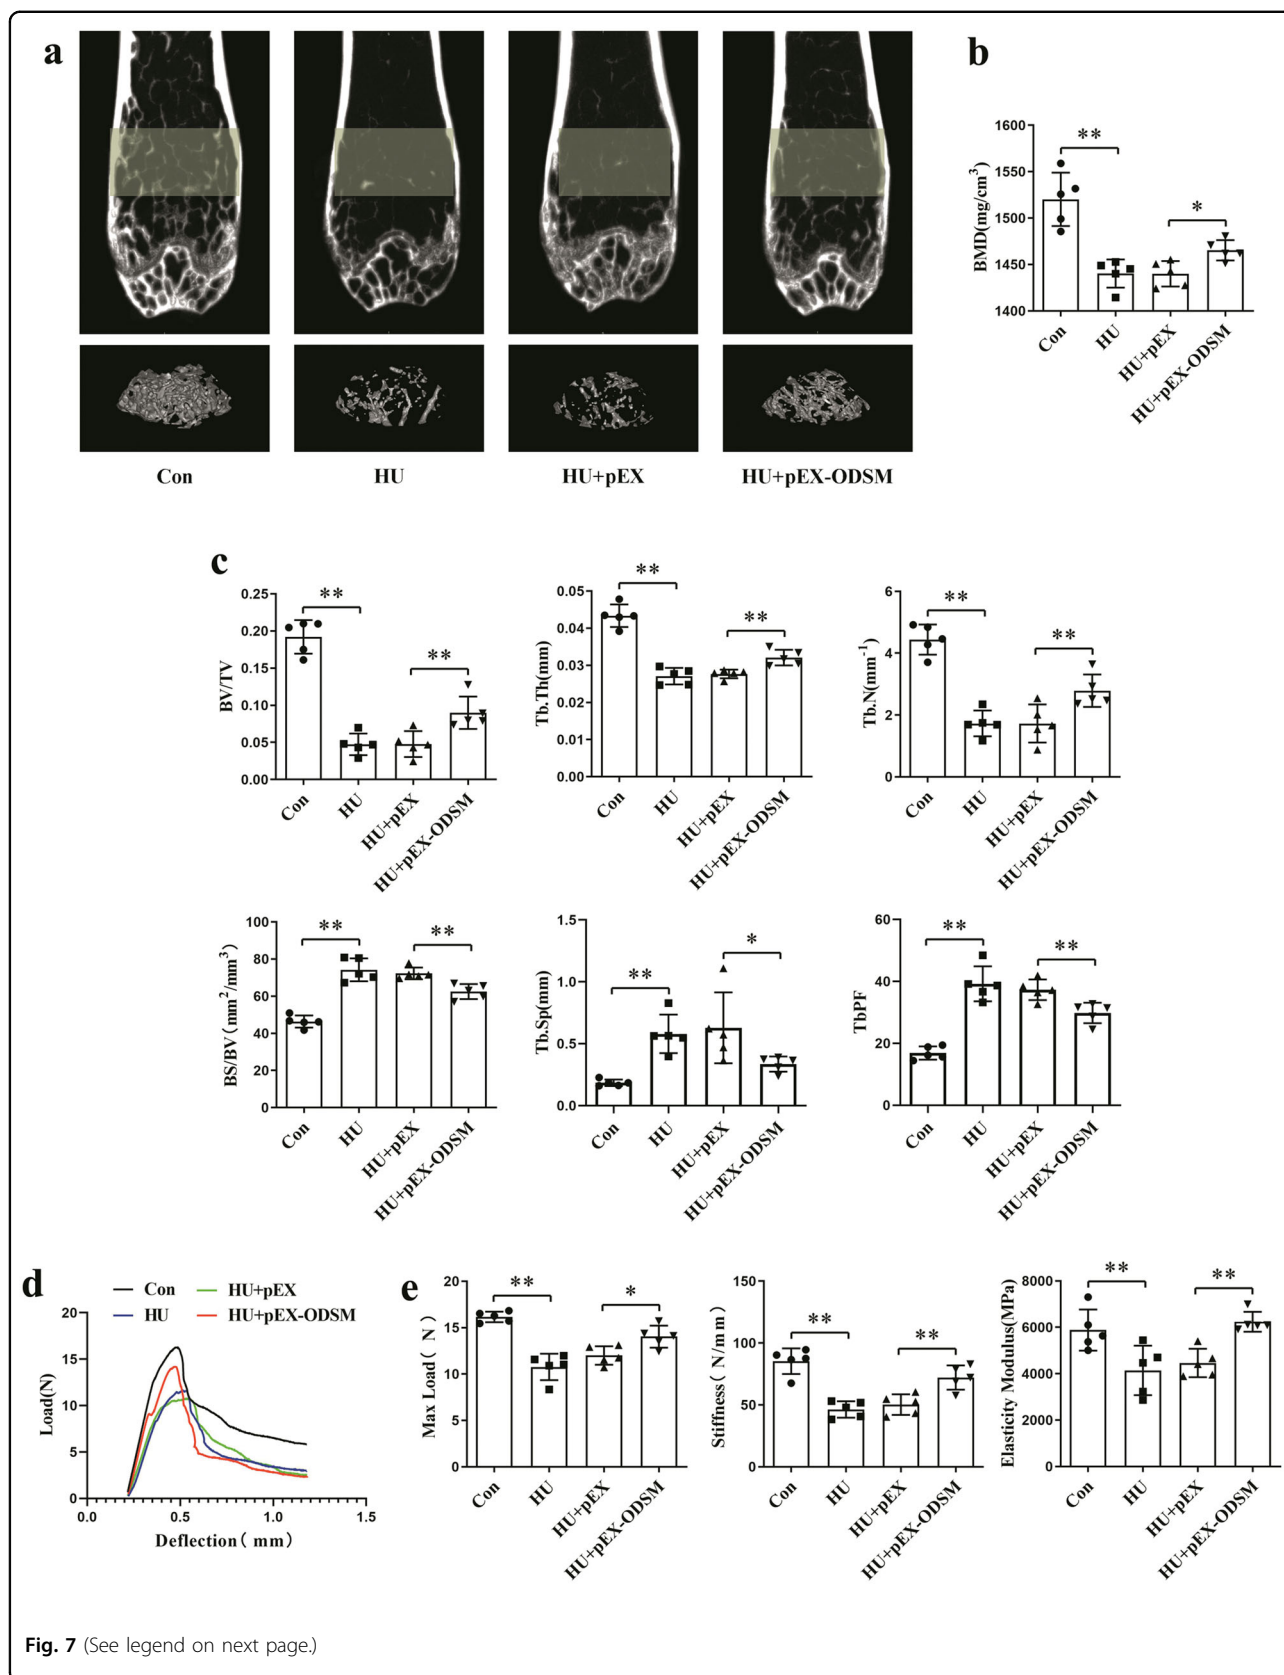 a
Con
HU
HU+pEX
HU+pEX-ODSM
b
BMD(mg/cm³)
1600
1550
1500
1450
1400
**
*
Con
HU
HU+pEX
HU+pEX-ODSM
c
BV/TV
0.25
0.20
0.15
0.10
0.05
0.00
**
**
Con
HU
HU+pEX
HU+pEX-ODSM
Tb.Th(mm)
0.05
0.04
0.03
0.02
0.01
0.00
**
**
Con
HU
HU+pEX
HU+pEX-ODSM
Tb.N(mm⁻¹)
6
4
2
0
**
**
Con
HU
HU+pEX
HU+pEX-ODSM
BS/BV(mm²/mm³)
100
80
60
40
20
0
**
**
Con
HU
HU+pEX
HU+pEX-ODSM
Tb.Sp(mm)
1.5
1.0
0.5
0.0
**
*
Con
HU
HU+pEX
HU+pEX-ODSM
TbPF
60
40
20
0
**
**
Con
HU
HU+pEX
HU+pEX-ODSM
d
Con
HU
HU+pEX
HU+pEX-ODSM
Load(N)
20
15
10
5
0
0.0 0.5 1.0 1.5
Deflection( mm)
e
Max Load( N)
20
15
10
5
0
**
*
Con
HU
HU+pEX
HU+pEX-ODSM
Stiffness( N/mm)
150
100
50
0
**
**
Con
HU
HU+pEX
HU+pEX-ODSM
Elasticity Modulus(MPa)
8000
6000
4000
2000
0
**
**
Con
HU
HU+pEX
HU+pEX-ODSM
Fig. 7 (See legend on next page.)